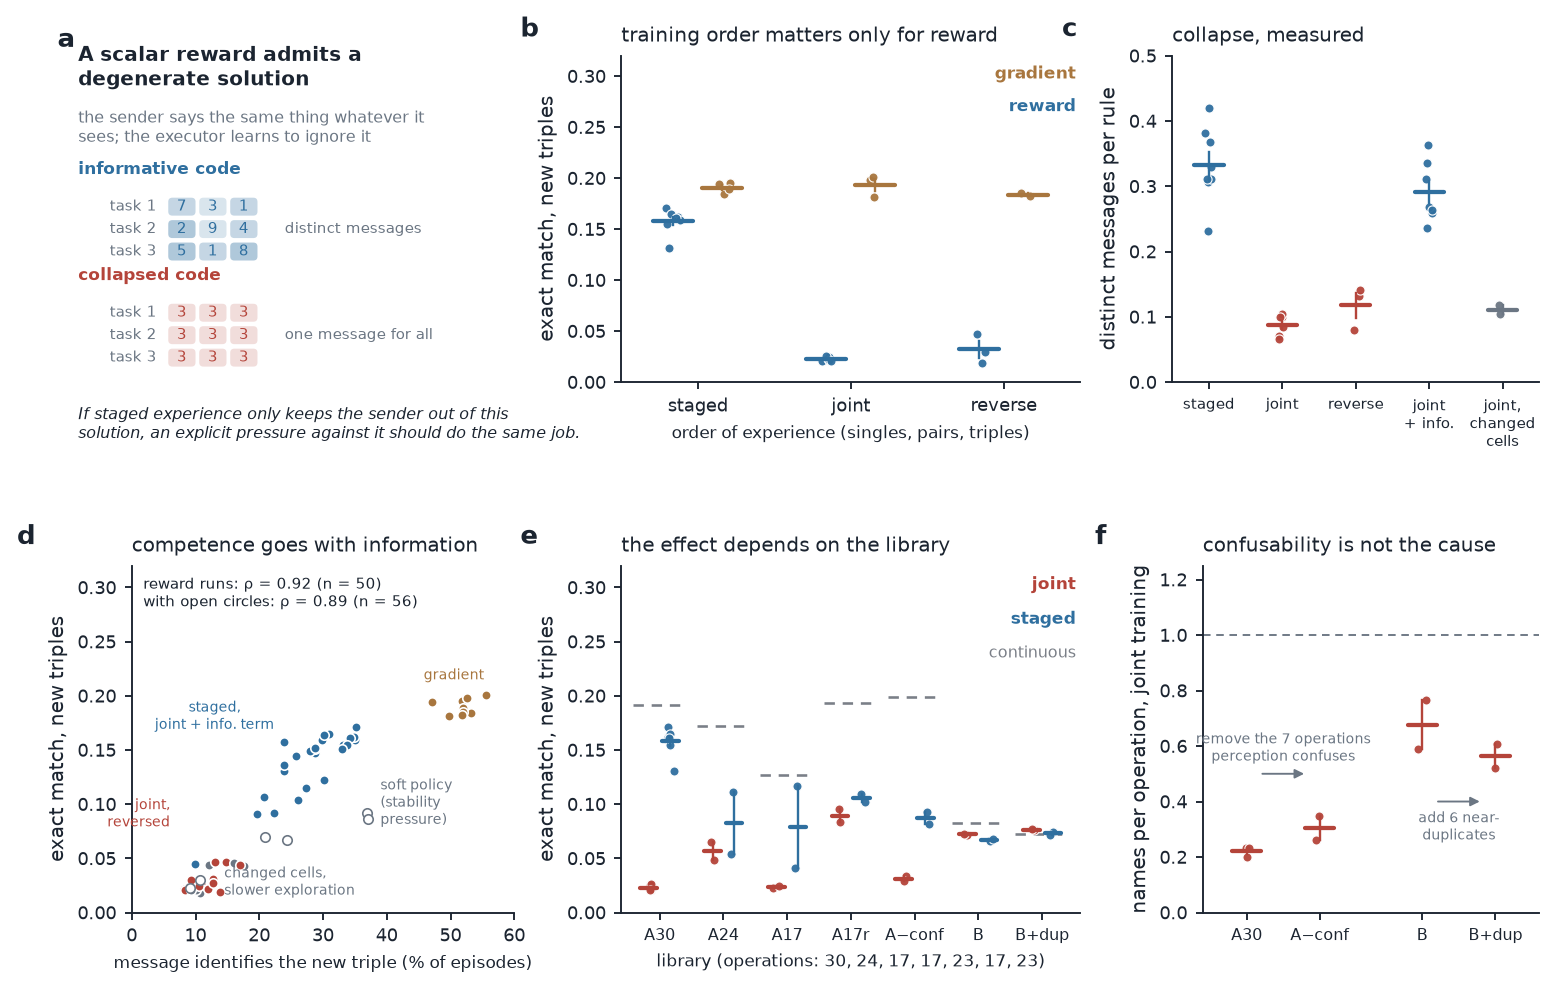 a
A scalar reward admits a
degenerate solution
the sender says the same thing whatever it
sees; the executor learns to ignore it
informative code
task 1 7 3 1
task 2 2 9 4 distinct messages
task 3 5 1 8
collapsed code
task 1 3 3 3
task 2 3 3 3 one message for all
task 3 3 3 3
If staged experience only keeps the sender out of this
solution, an explicit pressure against it should do the same job.
b
training order matters only for reward
gradient
reward
exact match, new triples
0.30
0.25
0.20
0.15
0.10
0.05
0.00
staged joint reverse
order of experience (singles, pairs, triples)
c
collapse, measured
distinct messages per rule
0.5
0.4
0.3
0.2
0.1
0.0
staged joint reverse joint joint,
+ info. changed
cells
d
competence goes with information
reward runs: ρ = 0.92 (n = 50)
with open circles: ρ = 0.89 (n = 56)
exact match, new triples
0.30
0.25
0.20
0.15
0.10
0.05
0.00
gradient
staged,
joint + info. term
soft policy
(stability
pressure)
joint,
reversed
changed cells,
slower exploration
0 10 20 30 40 50 60
message identifies the new triple (% of episodes)
e
the effect depends on the library
joint
staged
continuous
exact match, new triples
0.30
0.25
0.20
0.15
0.10
0.05
0.00
A30 A24 A17 A17r A−conf B B+dup
library (operations: 30, 24, 17, 17, 23, 17, 23)
f
confusability is not the cause
names per operation, joint training
1.2
1.0
0.8
0.6
0.4
0.2
0.0
remove the 7 operations
perception confuses
add 6 near-
duplicates
A30 A−conf B B+dup